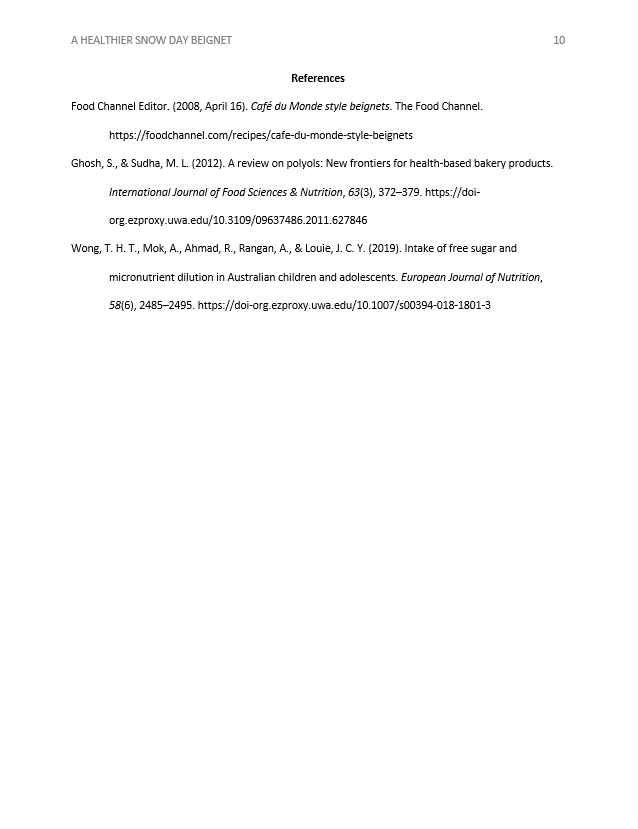 A HEALTHIER SNOW DAY BEIGNET 10
References
Food Channel Editor. (2008, April 16). Café du Monde style beignets. The Food Channel.
https://foodchannel.com/recipes/cafe-du-monde-style-beignets
Ghosh, S., & Sudha, M. L. (2012). A review on polyols: New frontiers for health-based bakery products.
International Journal of Food Sciences & Nutrition, 63(3), 372–379. https://doi-
org.ezproxy.uwa.edu/10.3109/09637486.2011.627846
Wong, T. H. T., Mok, A., Ahmad, R., Rangan, A., & Louie, J. C. Y. (2019). Intake of free sugar and
micronutrient dilution in Australian children and adolescents. European Journal of Nutrition,
58(6), 2485–2495. https://doi-org.ezproxy.uwa.edu/10.1007/s00394-018-1801-3